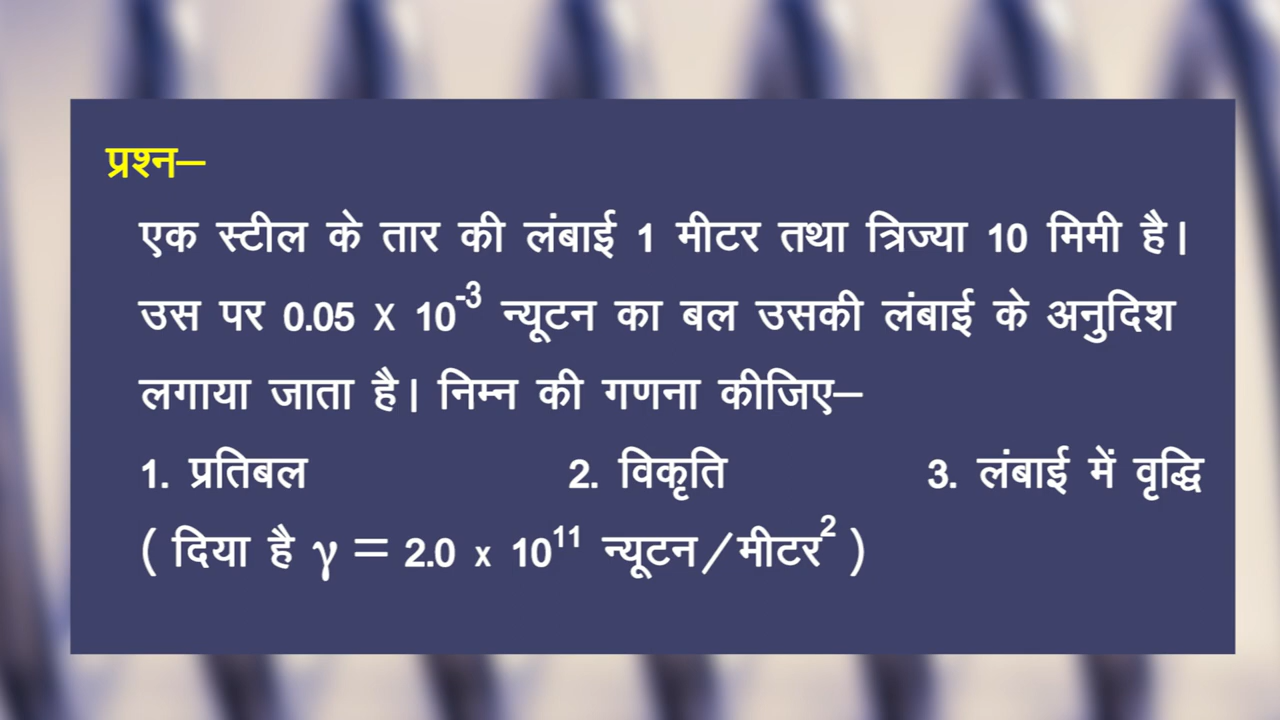 प्रश्न–
एक स्टील के तार की लंबाई 1 मीटर तथा त्रिज्या 10 मिमी है।
उस पर 0.05 X 10⁻³ न्यूटन का बल उसकी लंबाई के अनुदिश
लगाया जाता है। निम्न की गणना कीजिए–
1. प्रतिबल 2. विकृति 3. लंबाई में वृद्धि
( दिया है γ = 2.0 x 10¹¹ न्यूटन/मीटर² )